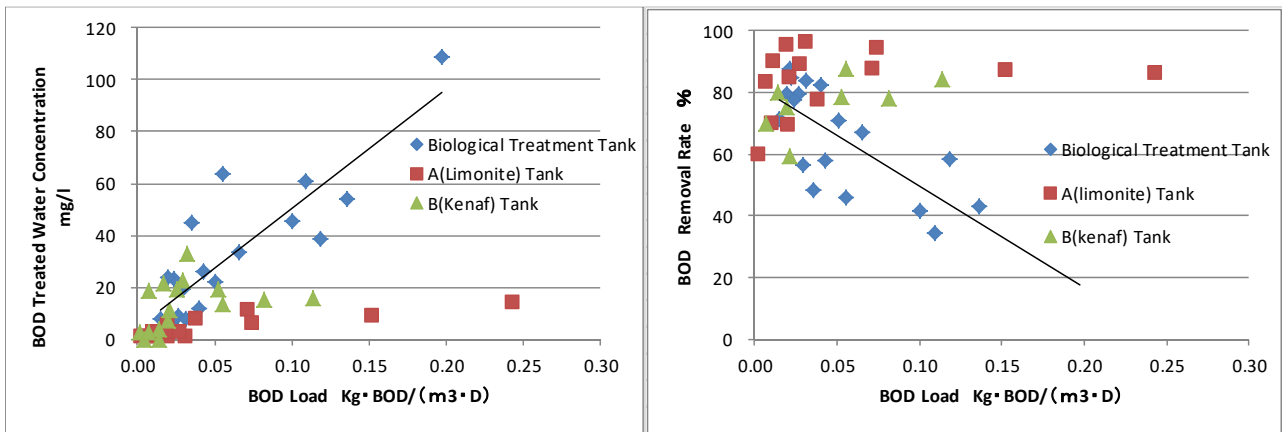 BOD Treated Water Concentration
mg/l
120
100
80
60
40
20
0
0.00 0.05 0.10 0.15 0.20 0.25 0.30
BOD Load Kg・BOD/(m3・D)
Biological Treatment Tank
A(Limonite) Tank
B(Kenaf) Tank
BOD Removal Rate %
100
80
60
40
20
0
0.00 0.05 0.10 0.15 0.20 0.25 0.30
BOD Load Kg・BOD/(m3・D)
Biological Treatment Tank
A(limonite) Tank
B(kenaf) Tank